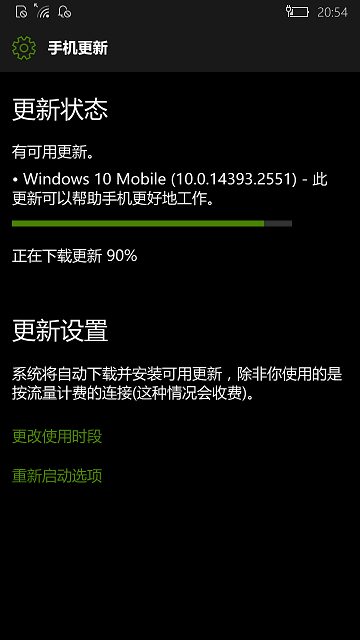 20:54
手机更新
更新状态
有可用更新。
• Windows 10 Mobile (10.0.14393.2551) - 此
更新可以帮助手机更好地工作。
正在下载更新 90%
更新设置
系统将自动下载并安装可用更新，除非你使用的是
按流量计费的连接(这种情况会收费)。
更改使用时段
重新启动选项